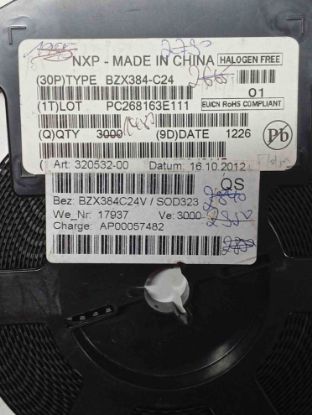 2780
NXP - MADE IN CHINA HALOGEN FREE
(30P)TYPE BZX384-C24
01
(1T)LOT PC268163E111 EU/CN RoHS COMPLIANT
(Q)QTY 3000 (9D)DATE 1226 Pb
Art: 320532-00 Datum: 16.10.2012
QS
Bez: BZX384C24V / SOD323
We_Nr: 17937 Ve: 3000
Charge: AP00057482